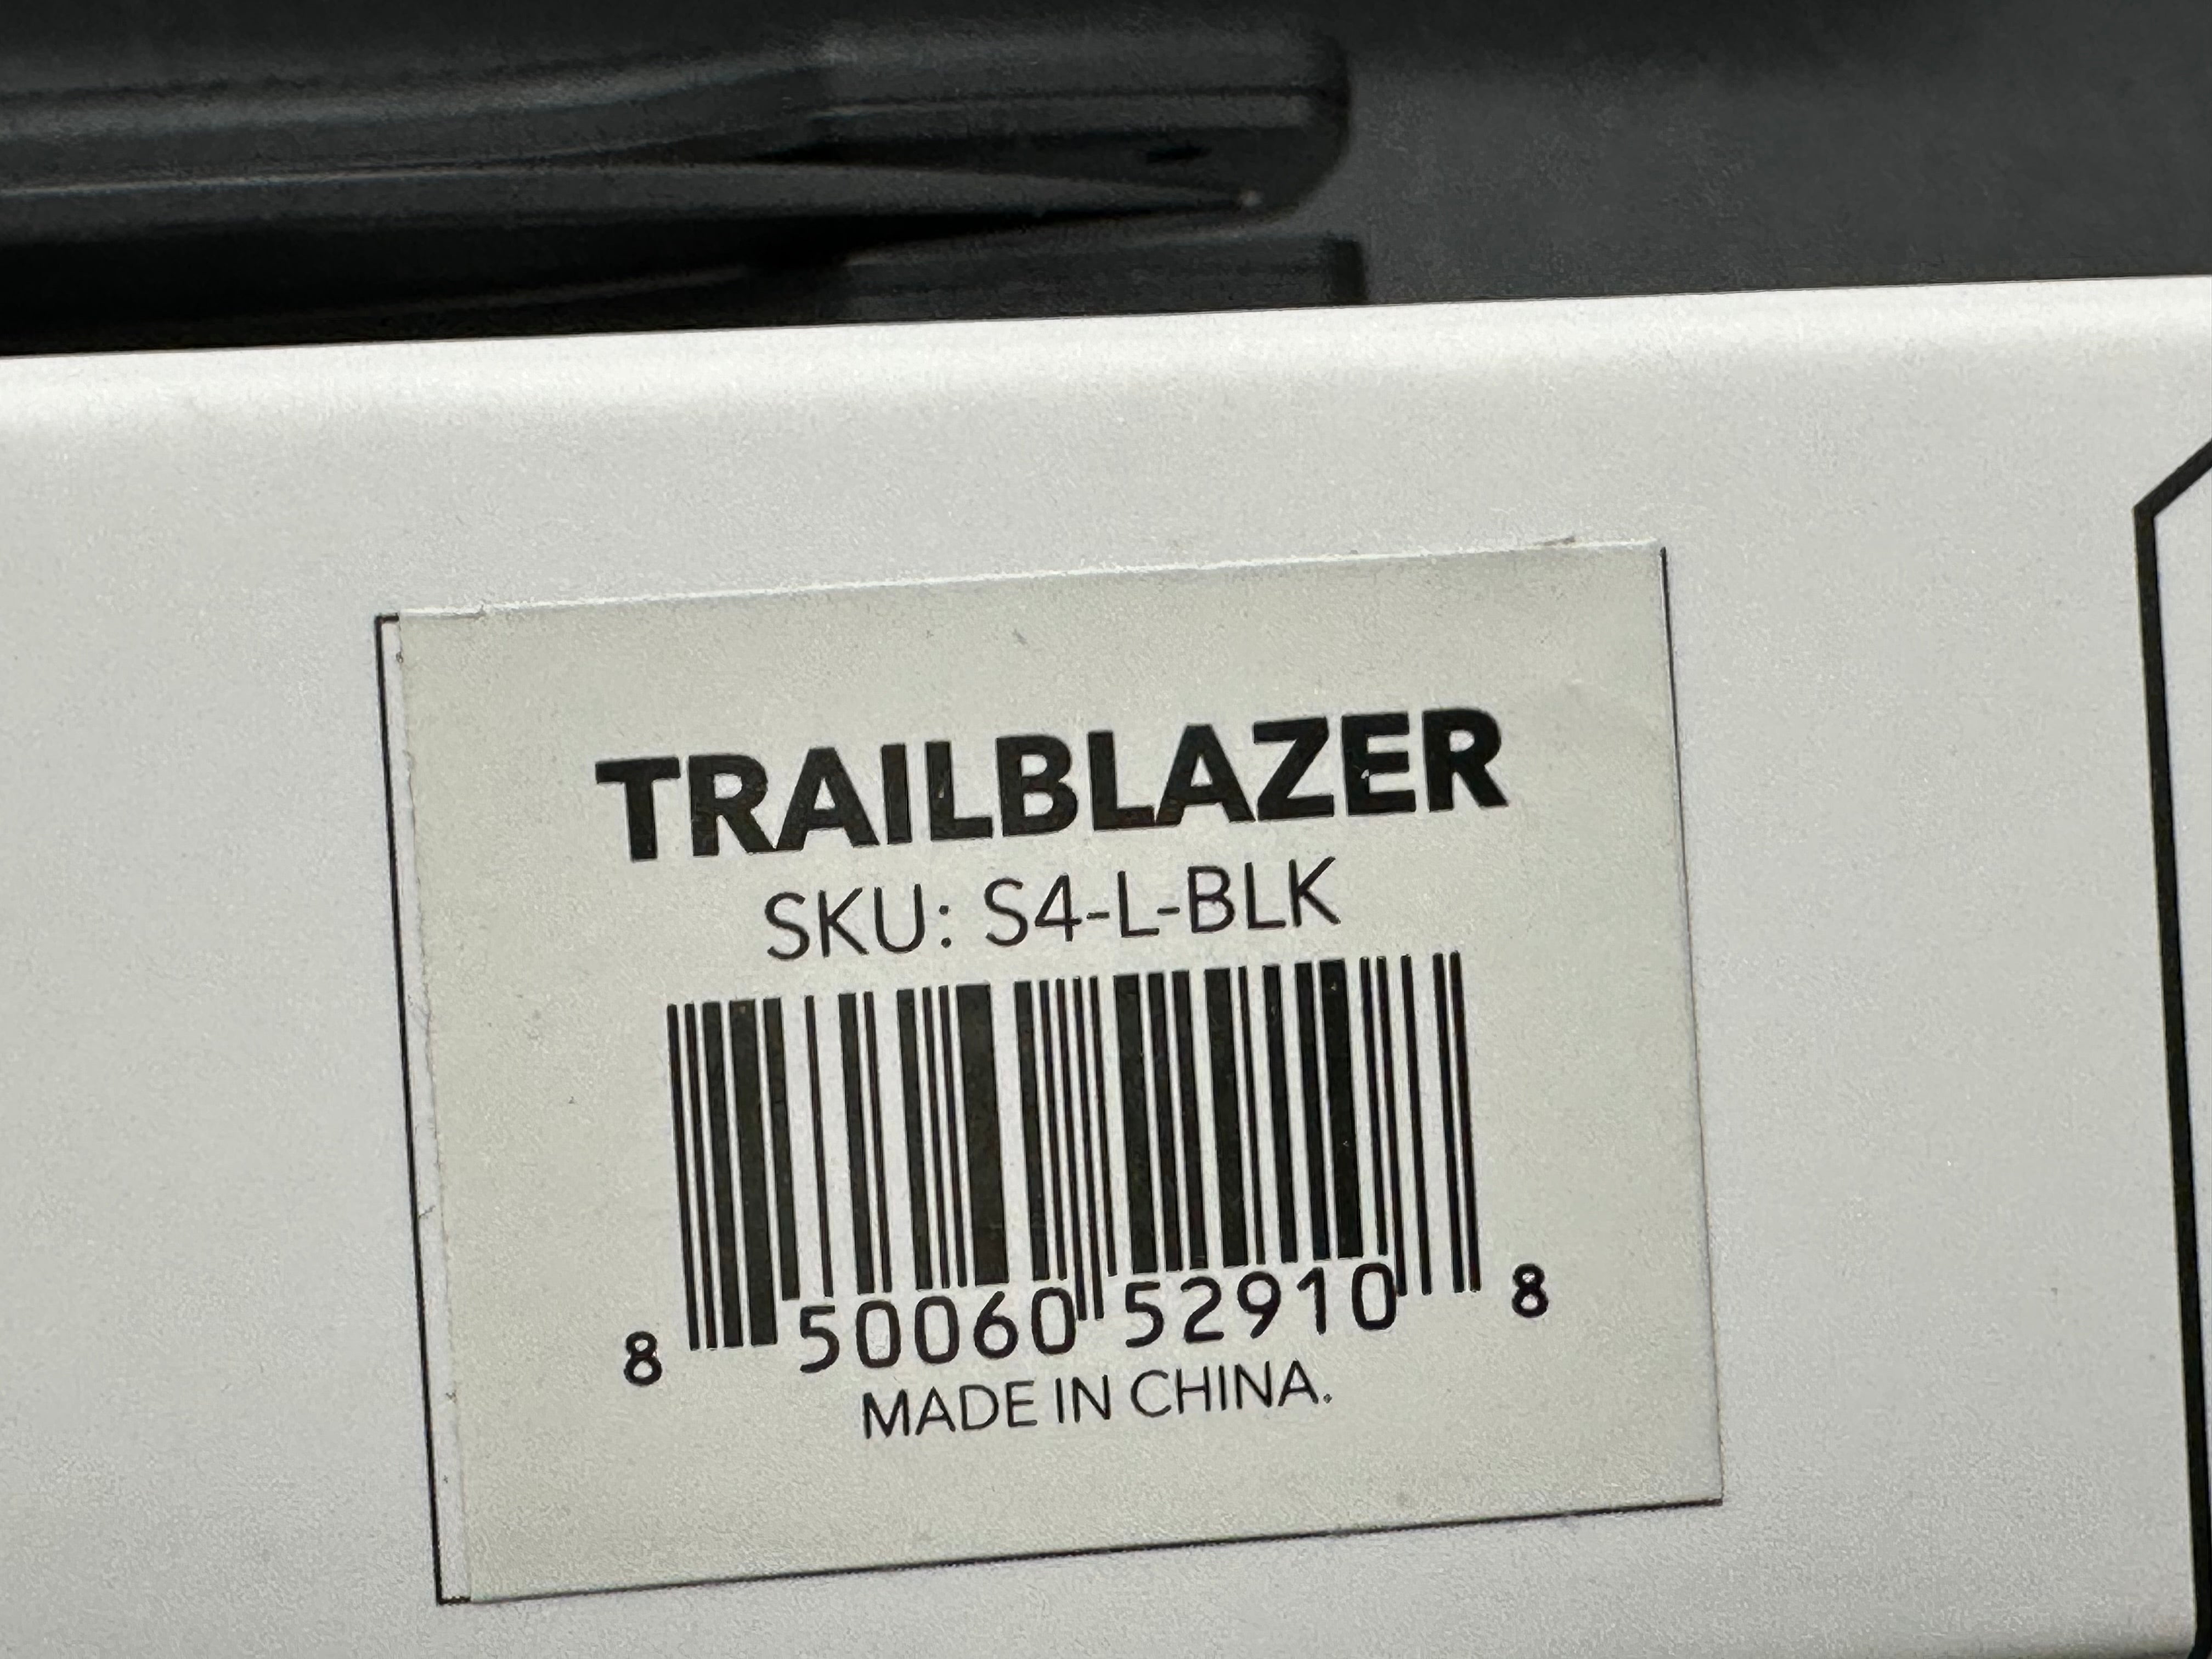 TRAILBLAZER
SKU: S4-L-BLK
8 50060 52910 8
MADE IN CHINA.